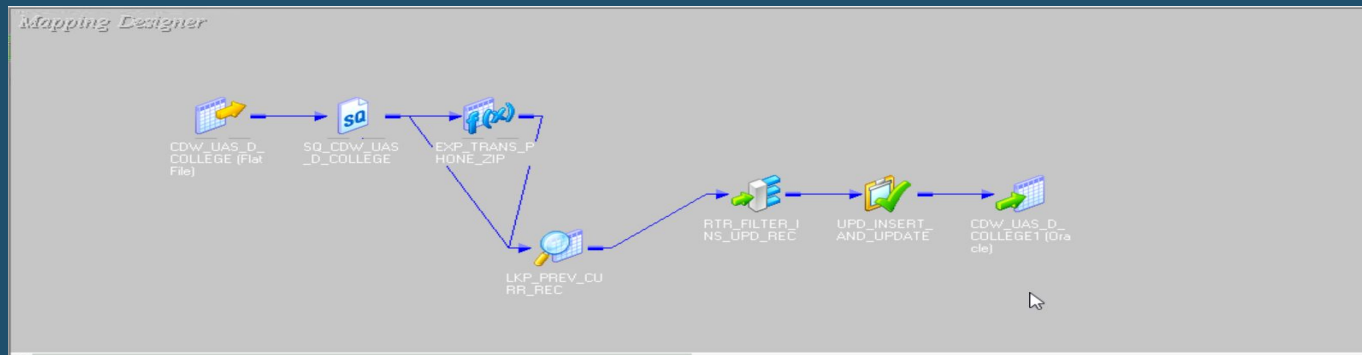 Mapping Designer
CDW_UAS_D_
COLLEGE (Flat
File)
SQ
SQ_CDW_UAS
_D_COLLEGE
f(x)
EXP_TRANS_P
HONE_ZIP
LKP_PREV_CU
RR_REC
RTR_FILTER_I
NS_UPD_REC
UPD_INSERT_
AND_UPDATE
CDW_UAS_D_
COLLEGE1 (Ora
cle)